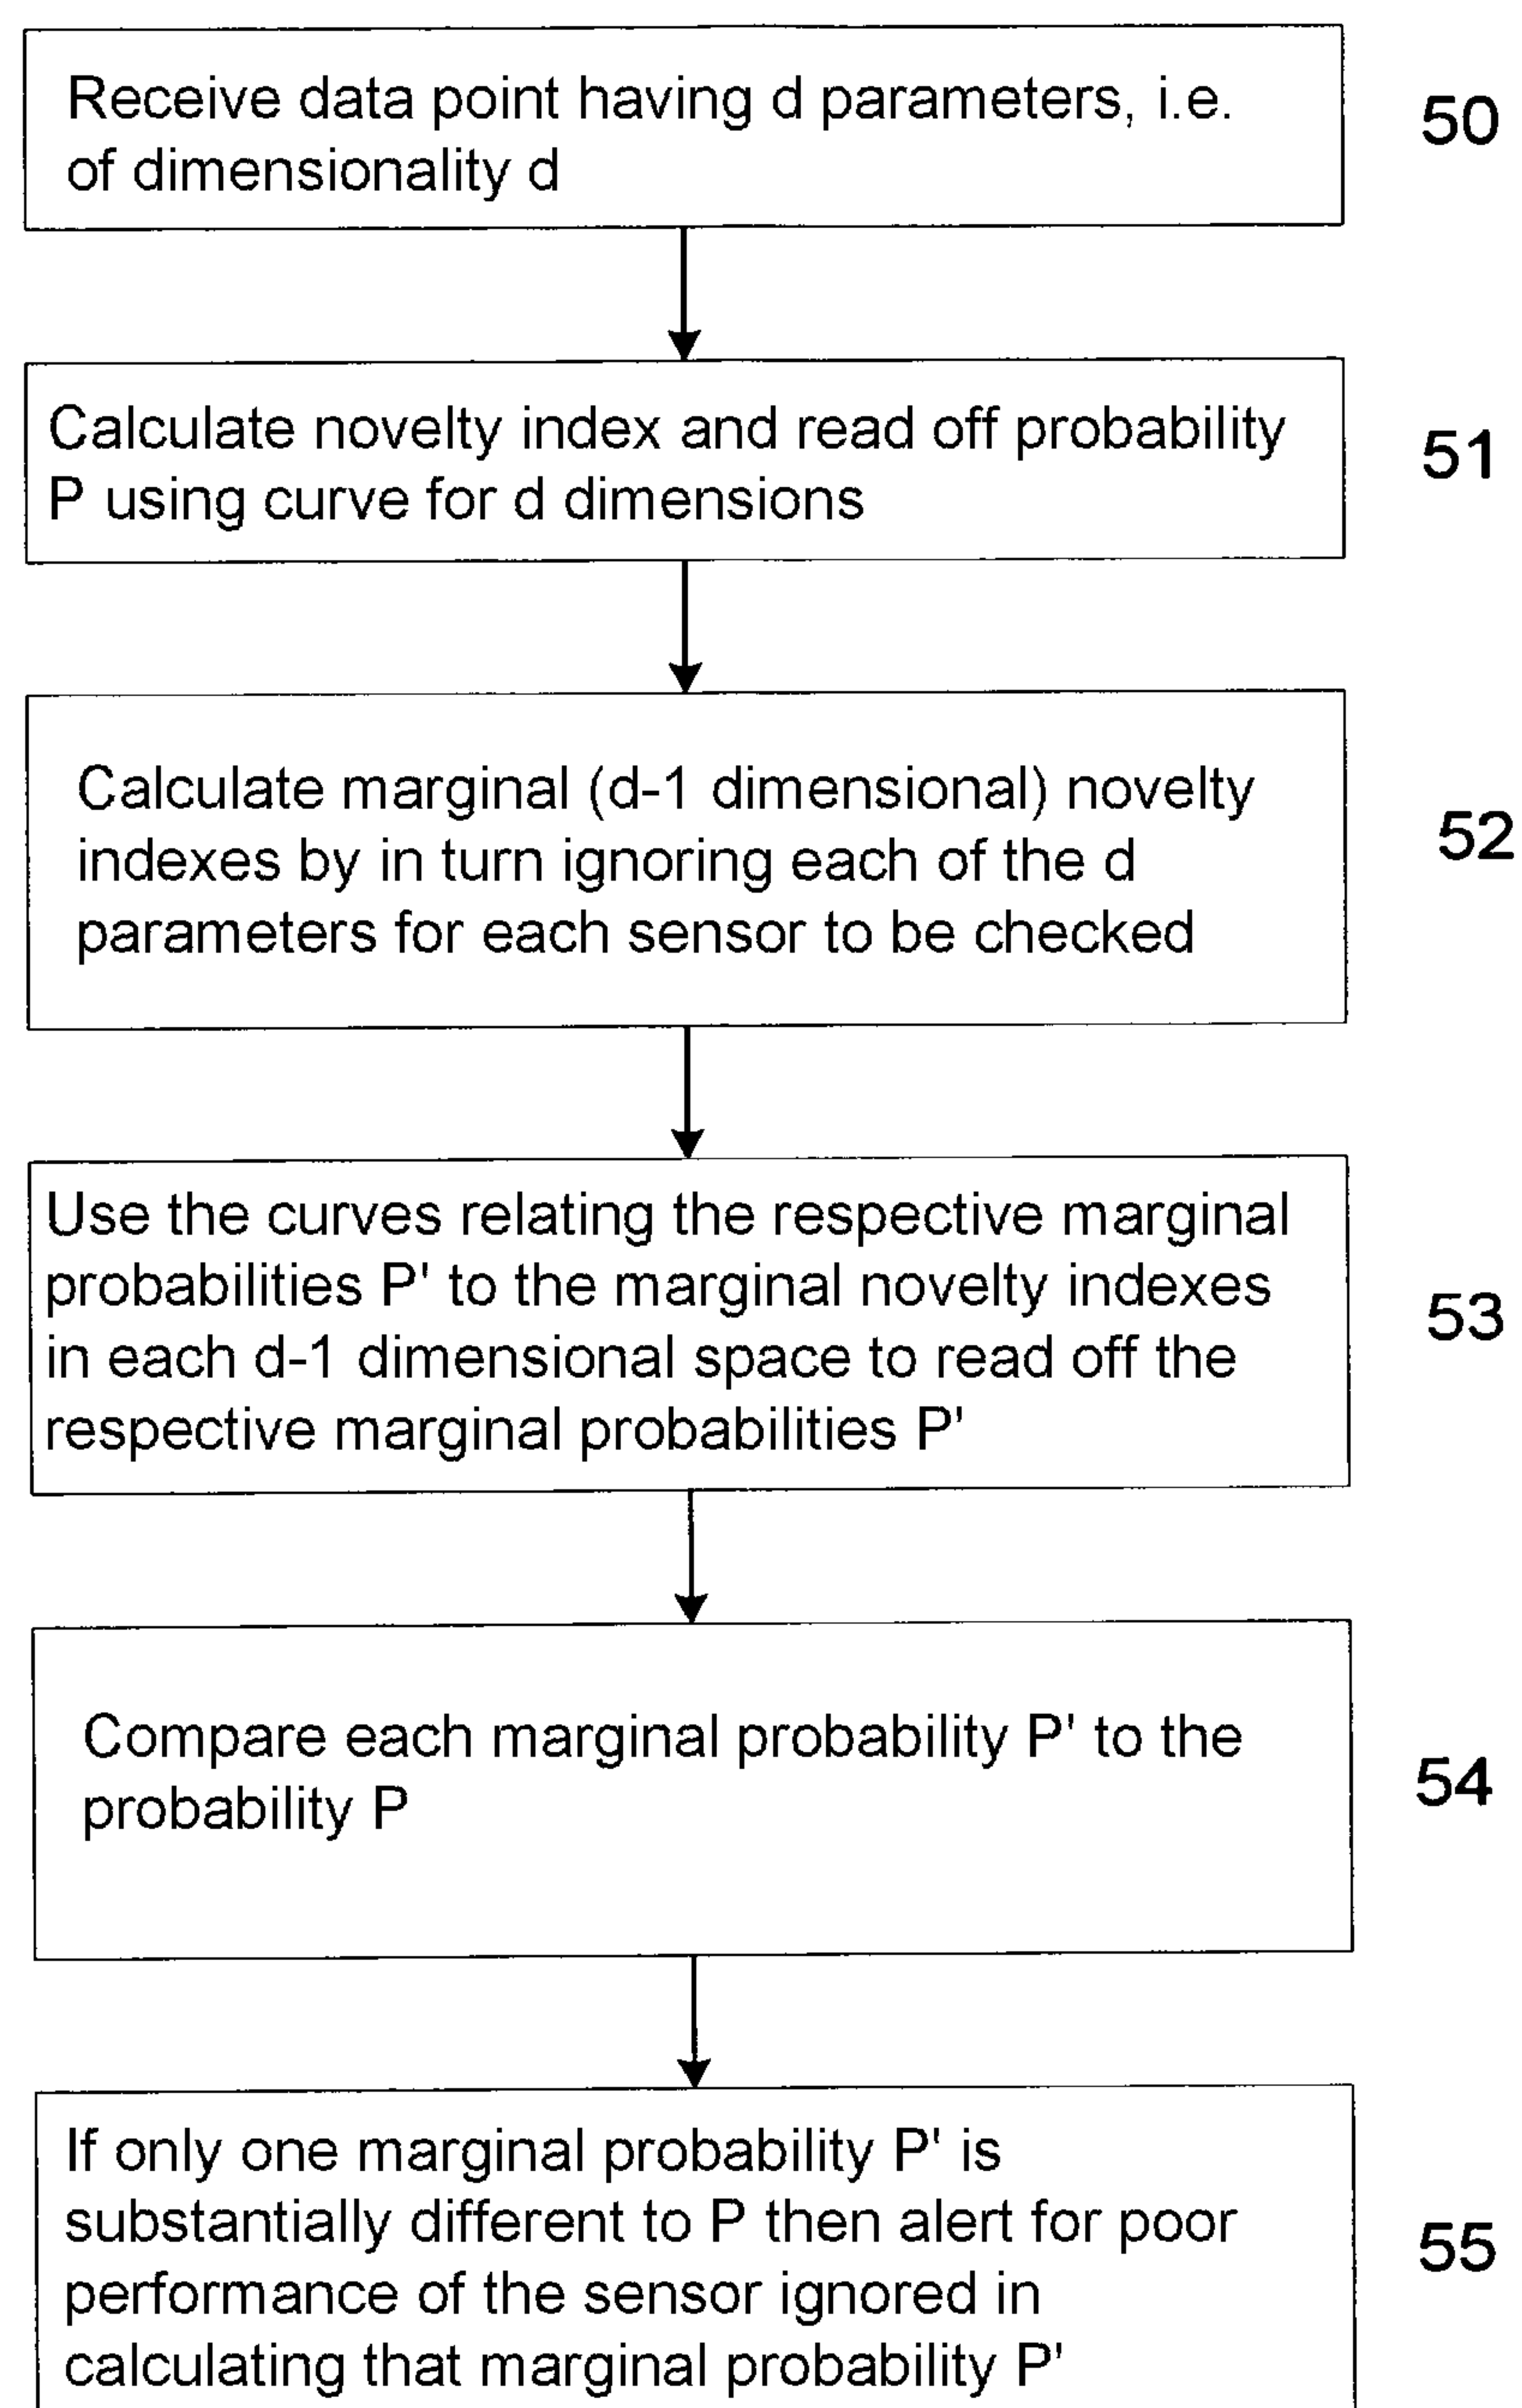 Receive data point having d parameters, i.e.
of dimensionality d
50
Calculate novelty index and read off probability
P using curve for d dimensions
51
Calculate marginal (d-1 dimensional) novelty
indexes by in turn ignoring each of the d
parameters for each sensor to be checked
52
Use the curves relating the respective marginal
probabilities P' to the marginal novelty indexes
in each d-1 dimensional space to read off the
respective marginal probabilities P'
53
Compare each marginal probability P' to the
probability P
54
If only one marginal probability P' is
substantially different to P then alert for poor
performance of the sensor ignored in
calculating that marginal probability P'
55